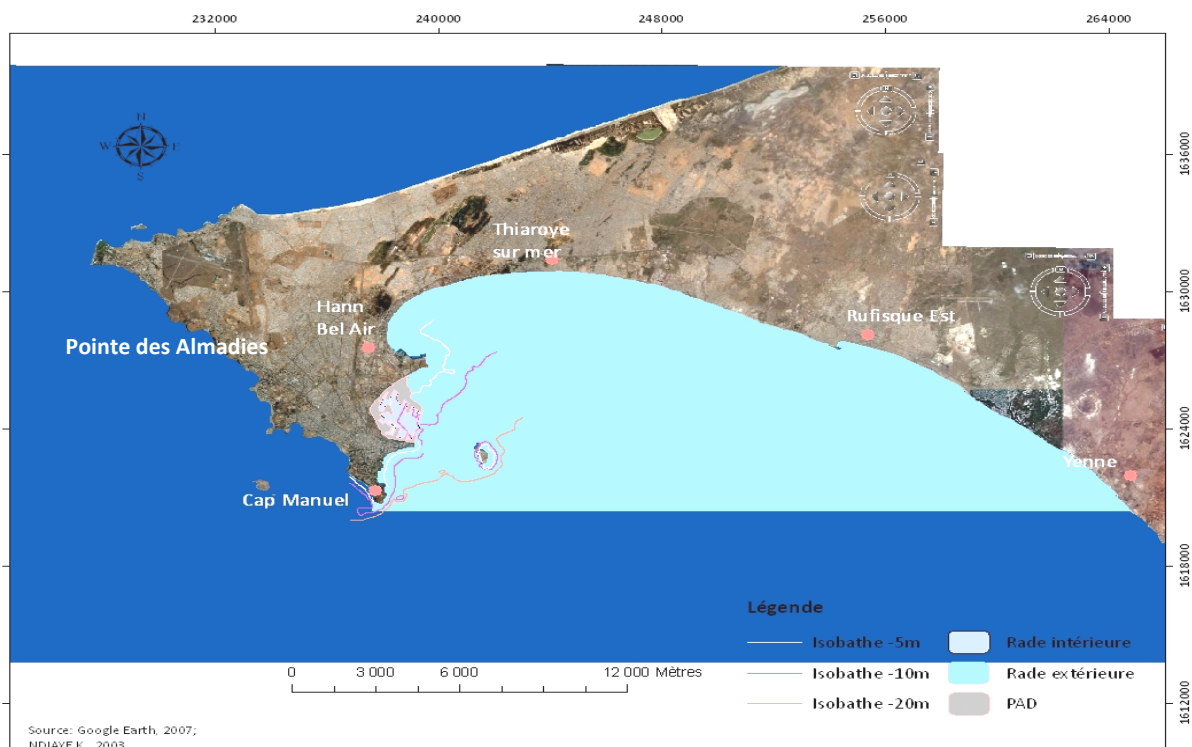 232000
240000
248000
256000
264000
N
W
E
S
1636000
1630000
1624000
1618000
1612000
Thiaroye
sur mer
Hann
Bel Air
Rufisque Est
Pointe des Almadies
Yenne
Cap Manuel
Légende
Isobathe -5m
Rade intérieure
Isobathe -10m
Rade extérieure
Isobathe -20m
PAD
0
3 000
6 000
12 000 Mètres
Source: Google Earth, 2007;
NDIAYE K., 2003